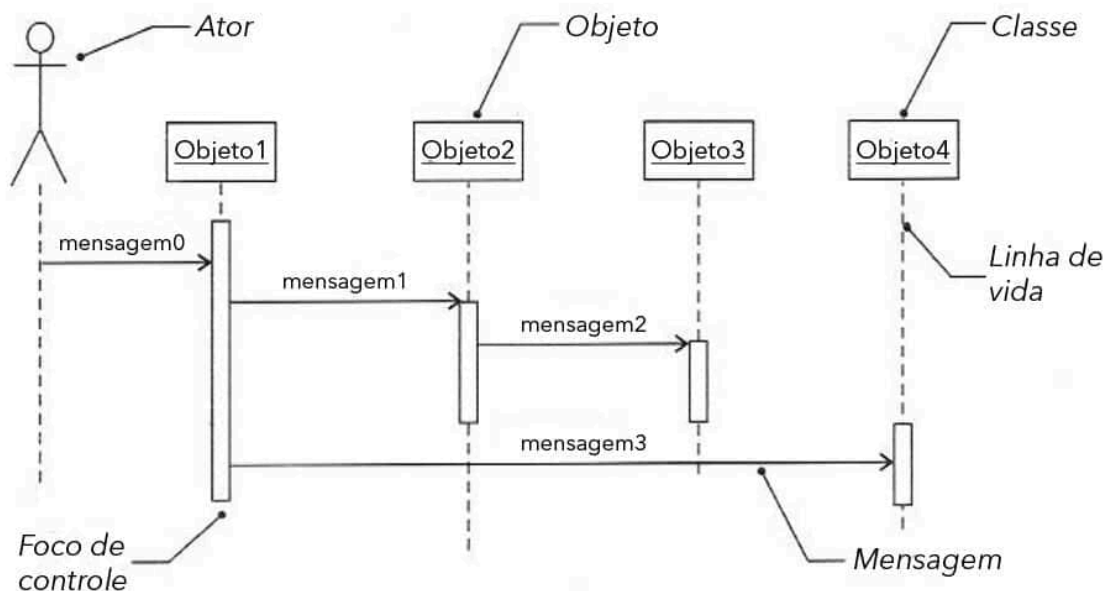 Ator
Objeto
Classe
Objeto1
Objeto2
Objeto3
Objeto4
mensagem0
mensagem1
mensagem2
Linha de
vida
mensagem3
Foco de
controle
Mensagem